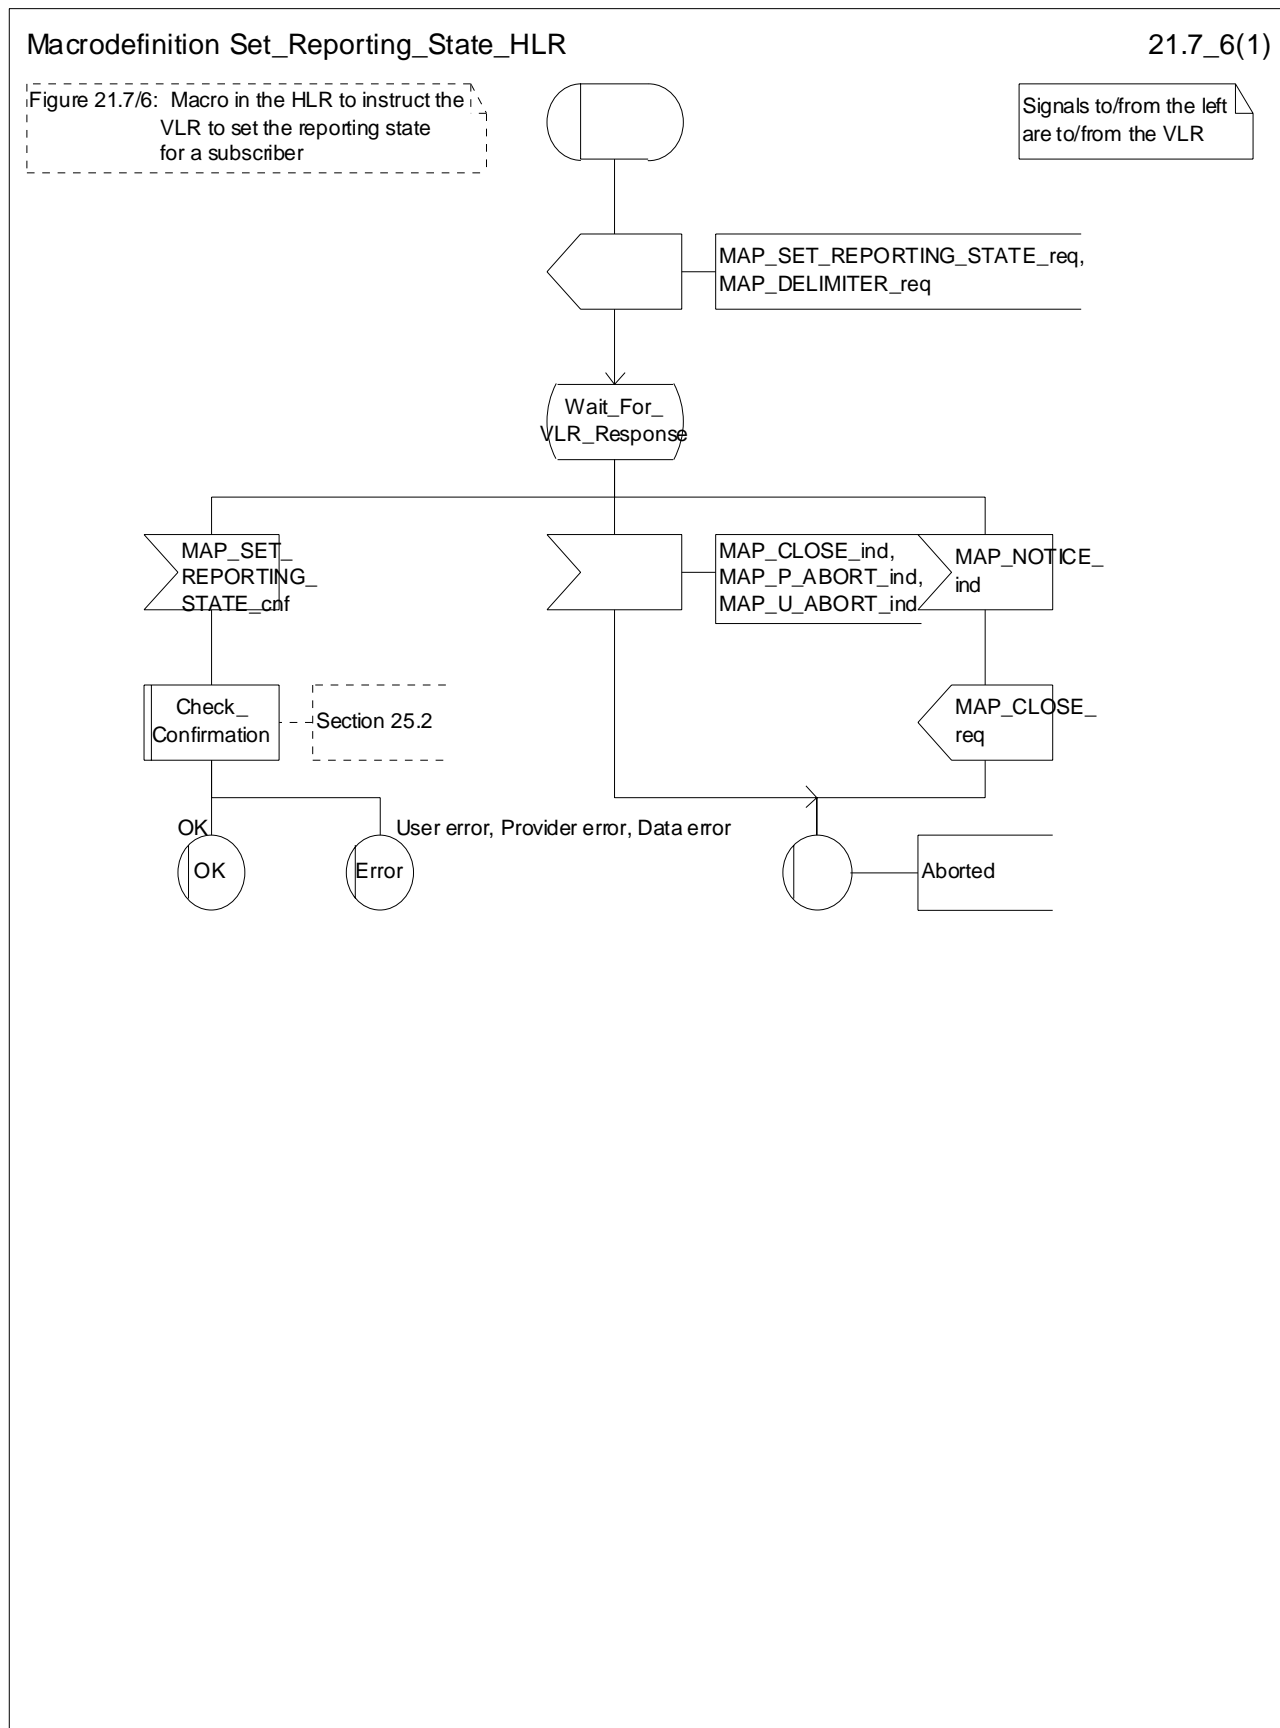 Macrodefinition Set_Reporting_State_HLR
21.7_6(1)
Figure 21.7/6: Macro in the HLR to instruct the
VLR to set the reporting state
for a subscriber
Signals to/from the left
are to/from the VLR
MAP_SET_REPORTING_STATE_req,
MAP_DELIMITER_req
Wait_For_
VLR_Response
MAP_SET_
REPORTING_
STATE_cnf
MAP_CLOSE_ind,
MAP_P_ABORT_ind,
MAP_U_ABORT_ind
MAP_NOTICE_
ind
Check_
Confirmation
Section 25.2
MAP_CLOSE_
req
OK
User error, Provider error, Data error
OK
Error
Aborted